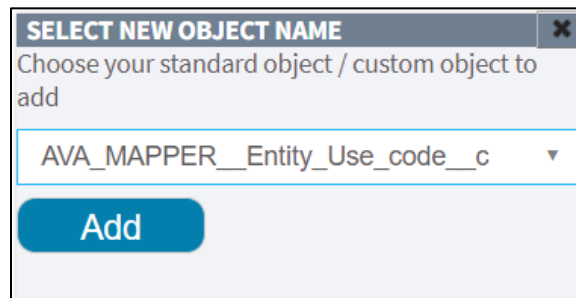 SELECT NEW OBJECT NAME
Choose your standard object / custom object to
add
AVA_MAPPER__Entity_Use_code__c
Add